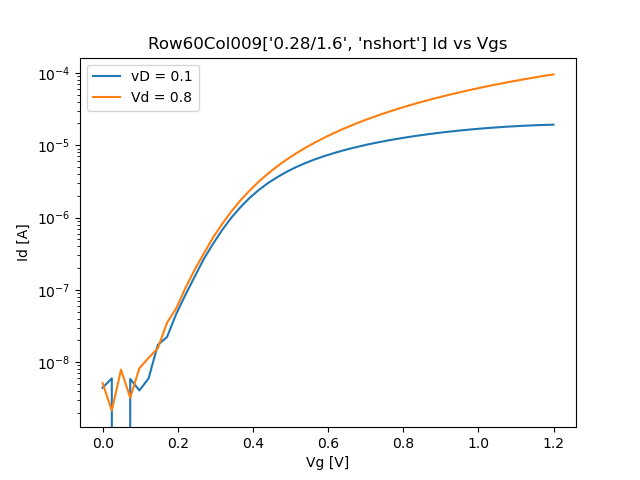 Row60Col009['0.28/1.6', 'nshort'] Id vs Vgs
vD = 0.1
Vd = 0.8
Id [A]
10⁻⁴
10⁻⁵
10⁻⁶
10⁻⁷
10⁻⁸
0.0 0.2 0.4 0.6 0.8 1.0 1.2
Vg [V]